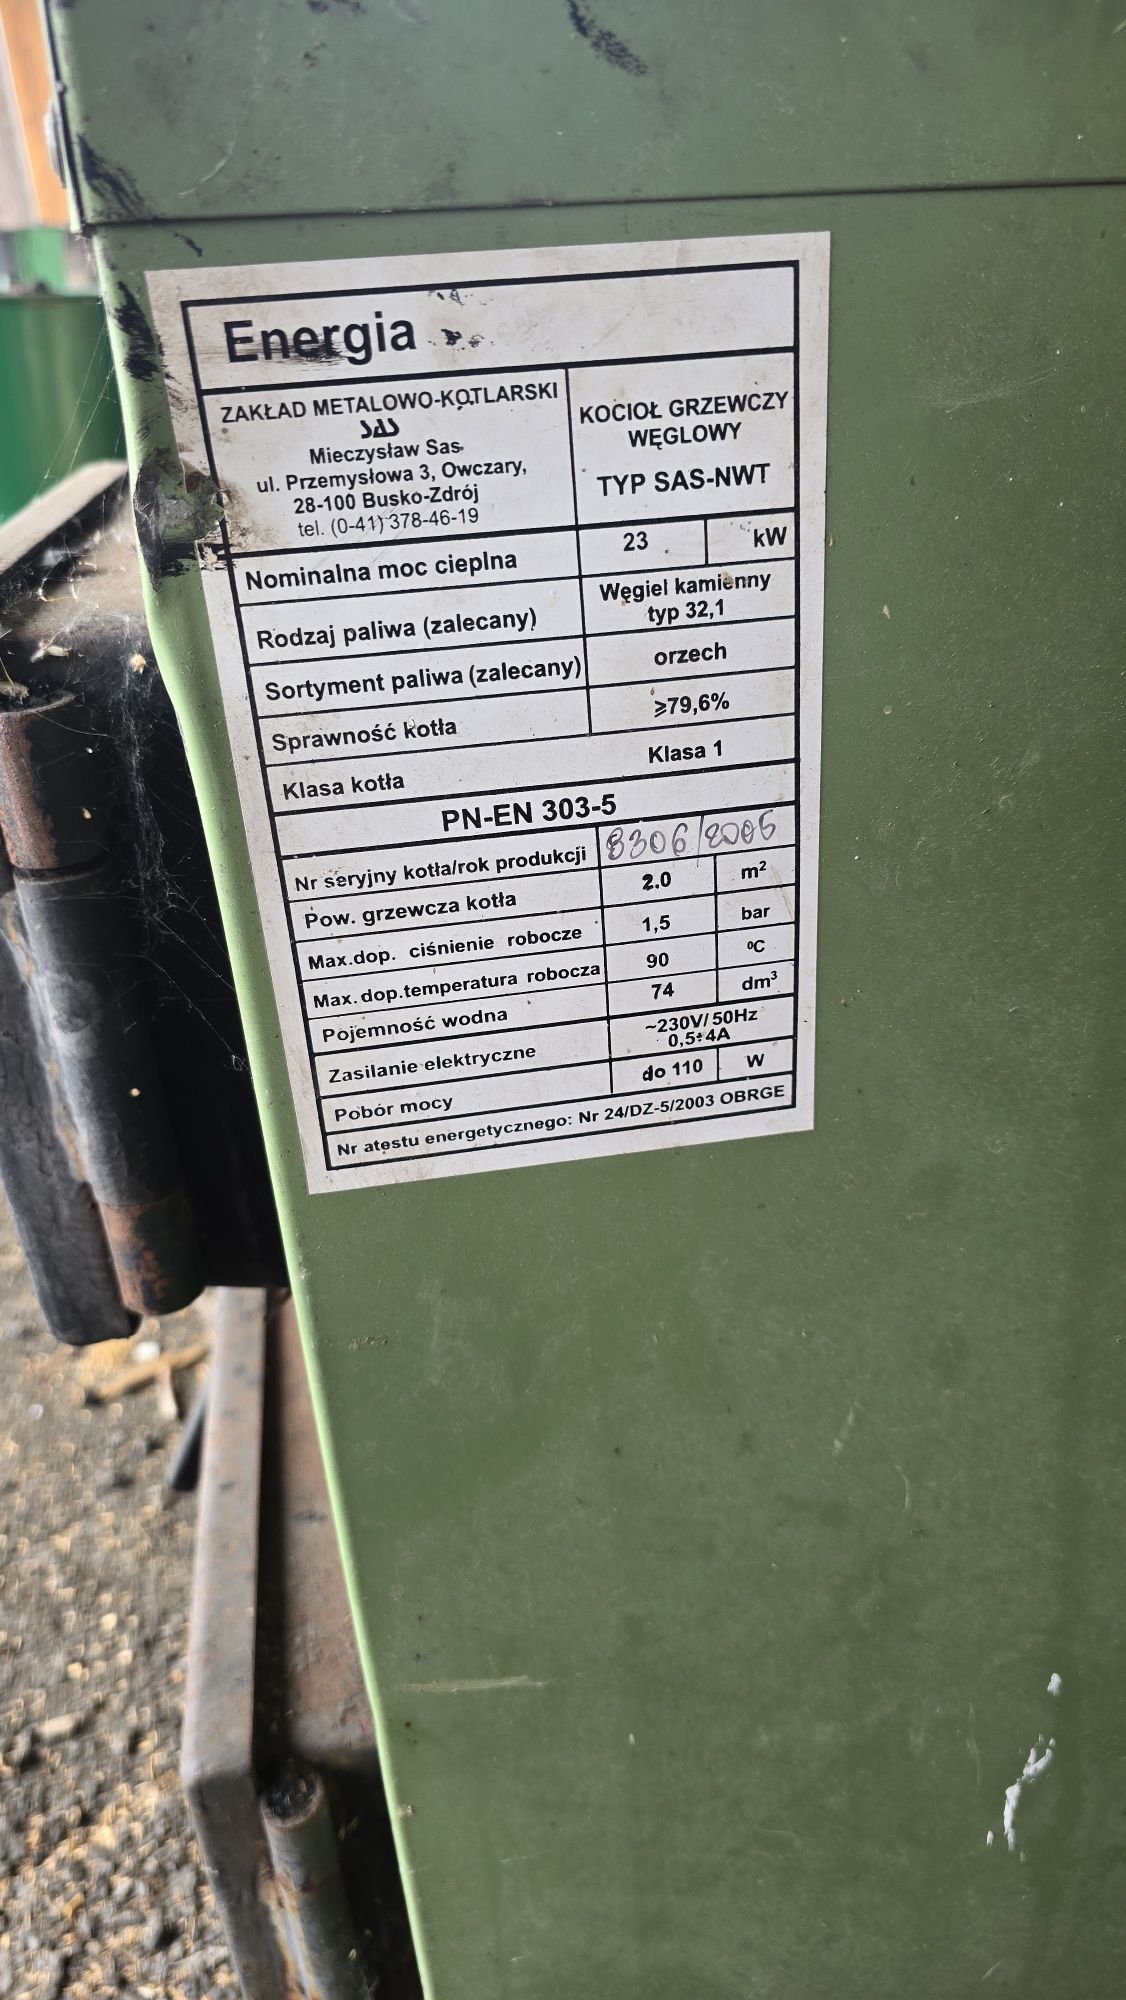 Energia
ZAKŁAD METALOWO-KOTLARSKI
SAS
Mieczysław Sas
ul. Przemysłowa 3, Owczary,
28-100 Busko-Zdrój
tel. (0-41) 378-46-19
KOCIOŁ GRZEWCZY
WĘGLOWY
TYP SAS-NWT
Nominalna moc cieplna 23 kW
Rodzaj paliwa (zalecany) Węgiel kamienny
typ 32,1
Sortyment paliwa (zalecany) orzech
Sprawność kotła ≥79,6%
Klasa kotła Klasa 1
PN-EN 303-5
Nr seryjny kotła/rok produkcji 8306/2006
Pow. grzewcza kotła 2.0 m²
Max.dop. ciśnienie robocze 1,5 bar
Max.dop.temperatura robocza 90 ⁰C
Pojemność wodna 74 dm³
Zasilanie elektryczne ~230V/50Hz
0,5÷4A
Pobór mocy do 110 W
Nr atestu energetycznego: Nr 24/DZ-5/2003 OBRGE